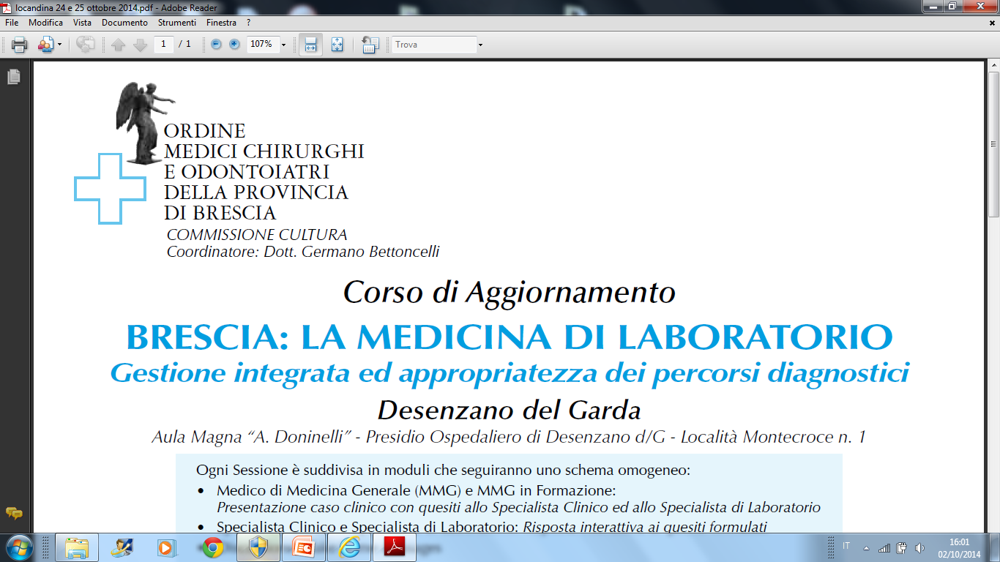 locandina 24 e 25 ottobre 2014.pdf - Adobe Reader
File Modifica Vista Documento Strumenti Finestra ?
1 / 1 107% Trova
ORDINE
MEDICI CHIRURGHI
E ODONTOIATRI
DELLA PROVINCIA
DI BRESCIA
COMMISSIONE CULTURA
Coordinatore: Dott. Germano Bettoncelli
Corso di Aggiornamento
BRESCIA: LA MEDICINA DI LABORATORIO
Gestione integrata ed appropriatezza dei percorsi diagnostici
Desenzano del Garda
Aula Magna “A. Doninelli” - Presidio Ospedaliero di Desenzano d/G - Località Montecroce n. 1
Ogni Sessione è suddivisa in moduli che seguiranno uno schema omogeneo:
• Medico di Medicina Generale (MMG) e MMG in Formazione:
Presentazione caso clinico con quesiti allo Specialista Clinico ed allo Specialista di Laboratorio
• Specialista Clinico e Specialista di Laboratorio: Risposta interattiva ai quesiti formulati
IT 16:01
02/10/2014